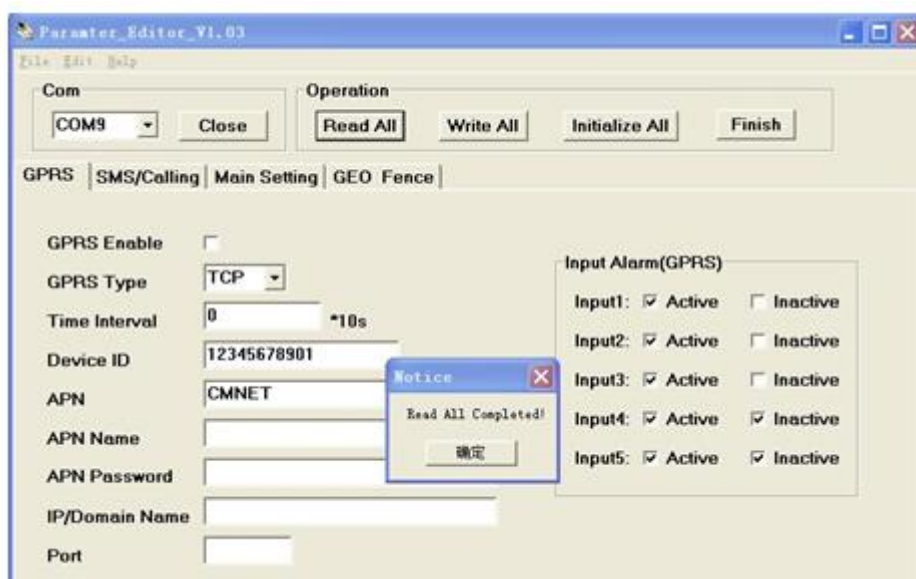 Paramter_Editor_V1.03
File Edit Help
Com
COM9
Close
Operation
Read All
Write All
Initialize All
Finish
GPRS
SMS/Calling
Main Setting
GEO Fence
GPRS Enable
GPRS Type
TCP
Time Interval
0
*10s
Device ID
12345678901
APN
CMNET
APN Name
APN Password
IP/Domain Name
Port
Notice
Read All Completed!
确定
Input Alarm(GPRS)
Input1: Active Inactive
Input2: Active Inactive
Input3: Active Inactive
Input4: Active Inactive
Input5: Active Inactive